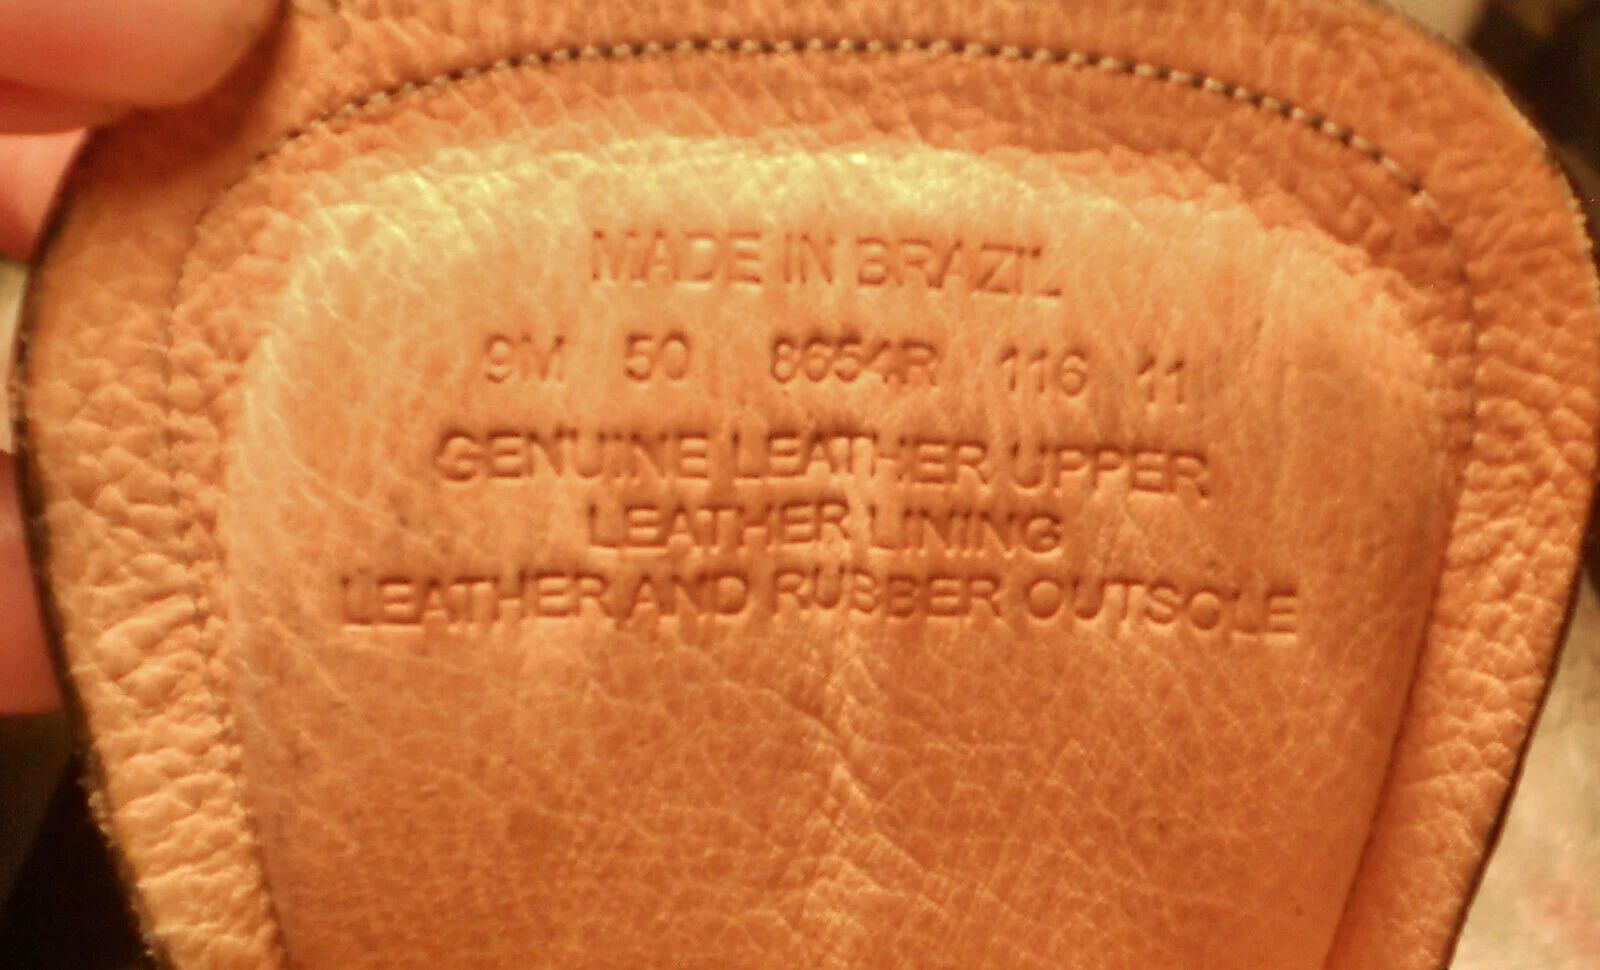 MADE IN BRAZIL
9M 50 8654R 116 11
GENUINE LEATHER UPPER
LEATHER LINING
LEATHER AND RUBBER OUTSOLE